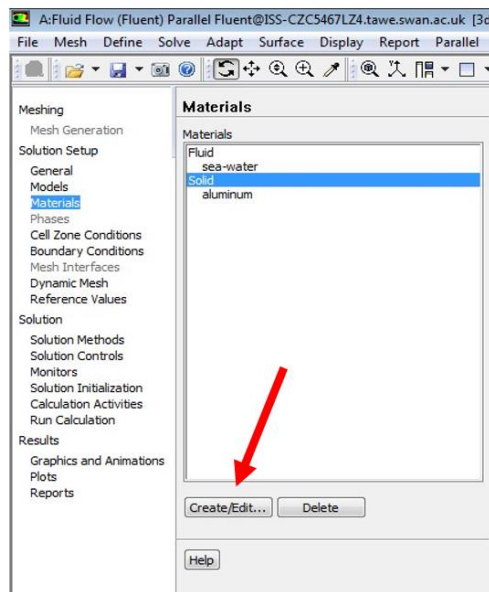 A:Fluid Flow (Fluent) Parallel Fluent@ISS-CZC5467LZ4.tawe.swan.ac.uk [3d
File Mesh Define Solve Adapt Surface Display Report Parallel
Meshing
Mesh Generation
Solution Setup
General
Models
Materials
Phases
Cell Zone Conditions
Boundary Conditions
Mesh Interfaces
Dynamic Mesh
Reference Values
Solution
Solution Methods
Solution Controls
Monitors
Solution Initialization
Calculation Activities
Run Calculation
Results
Graphics and Animations
Plots
Reports
Materials
Materials
Fluid
sea-water
Solid
aluminum
Create/Edit... Delete
Help